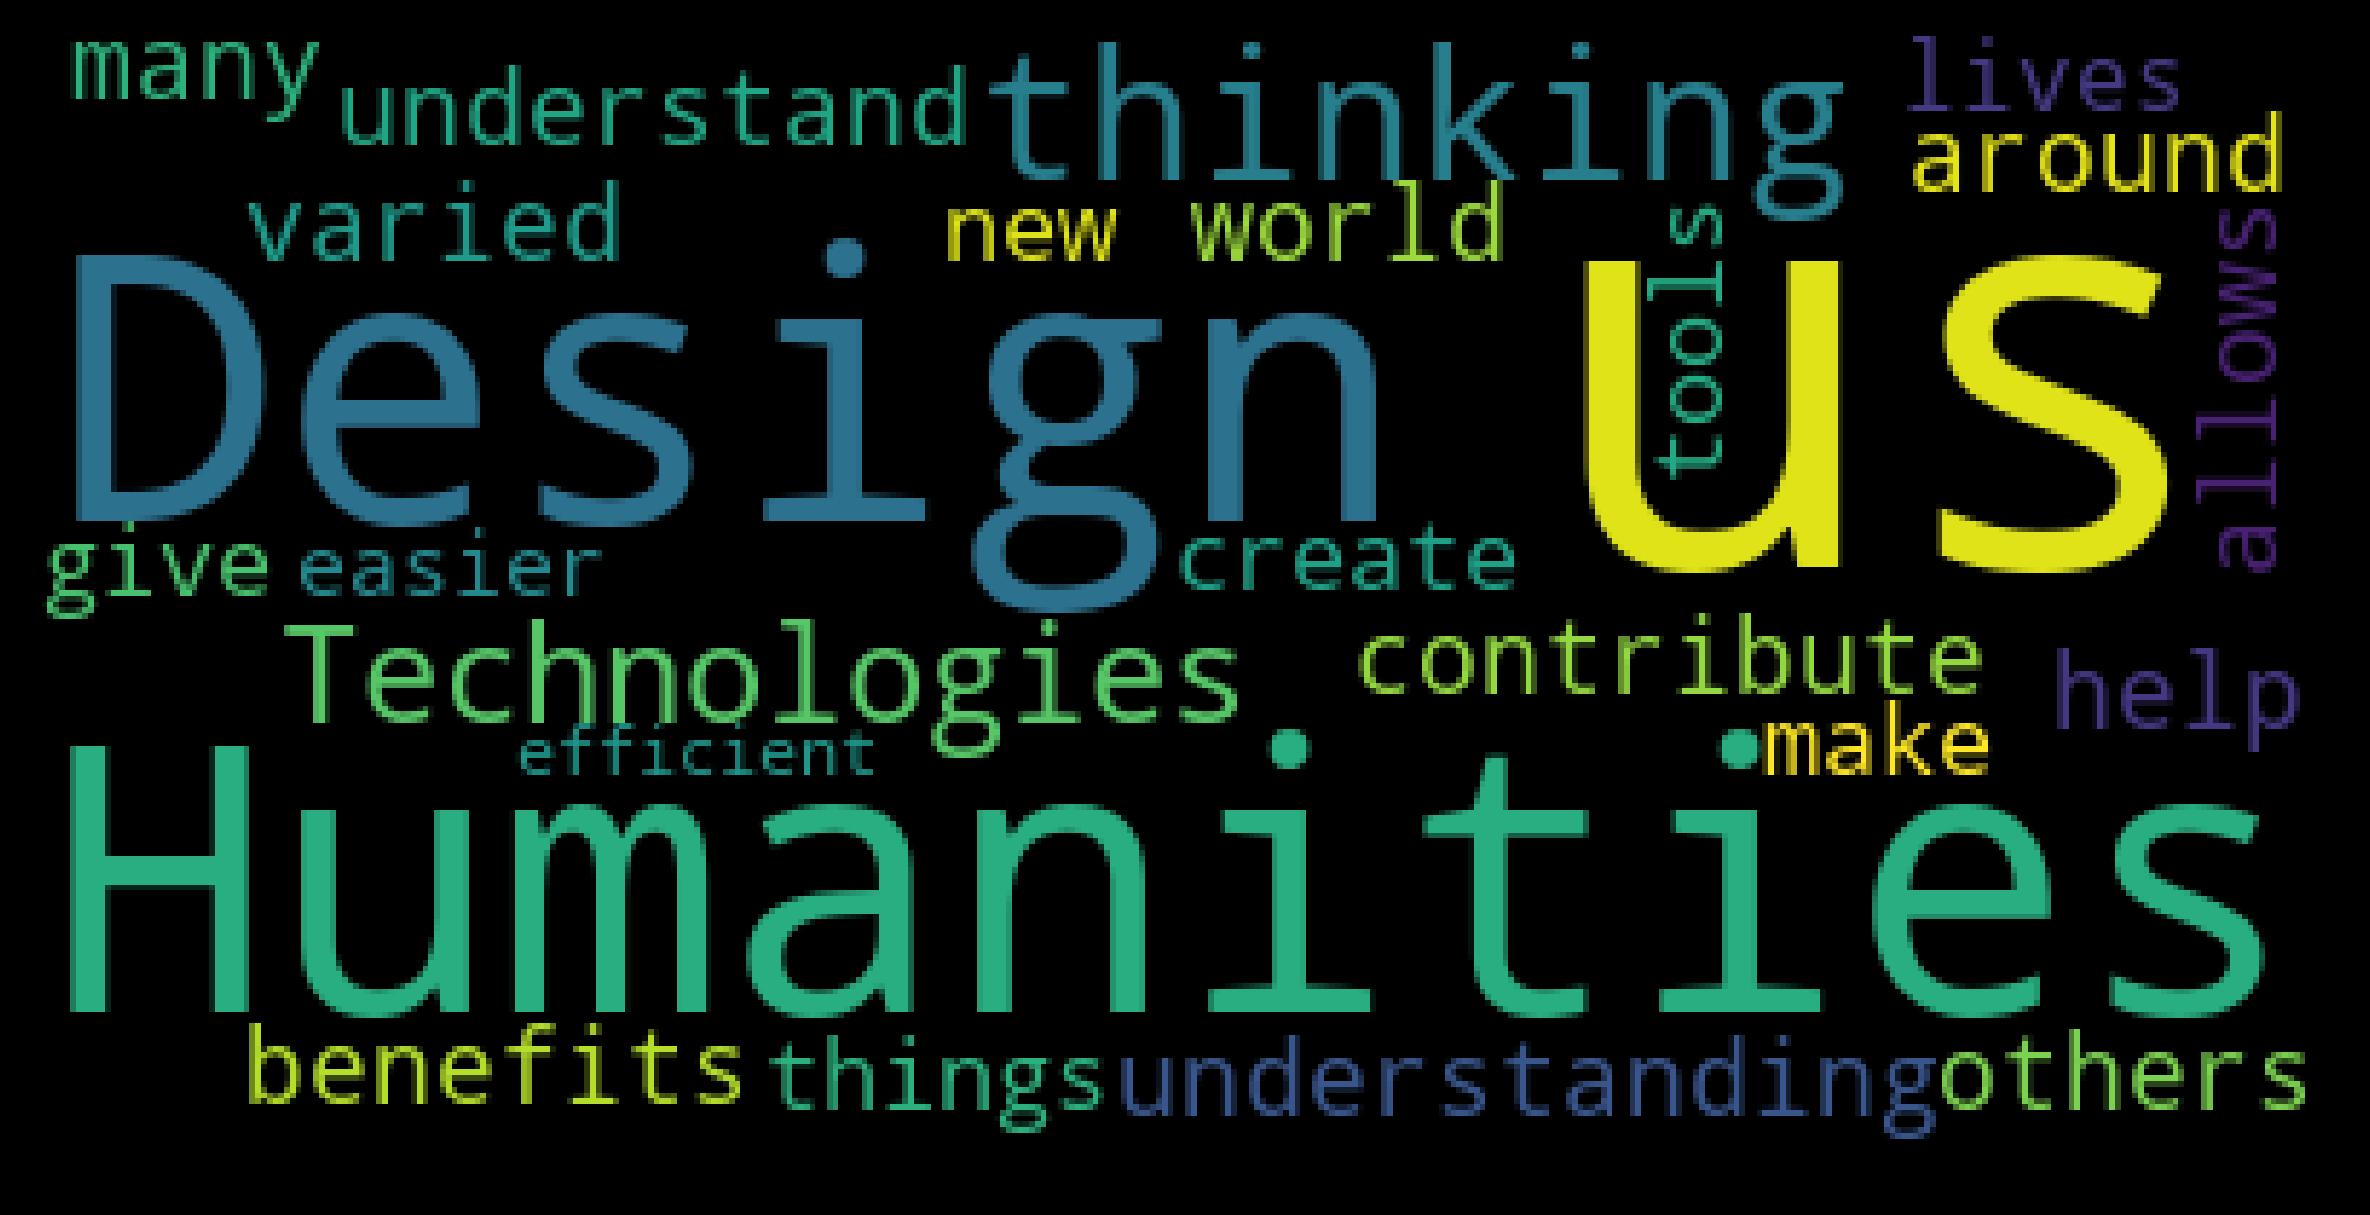 many understand thinking lives
around
varied new world tools allows
Design us
give easier create
Technologies contribute help
efficient make
Humanities
benefits things understanding others